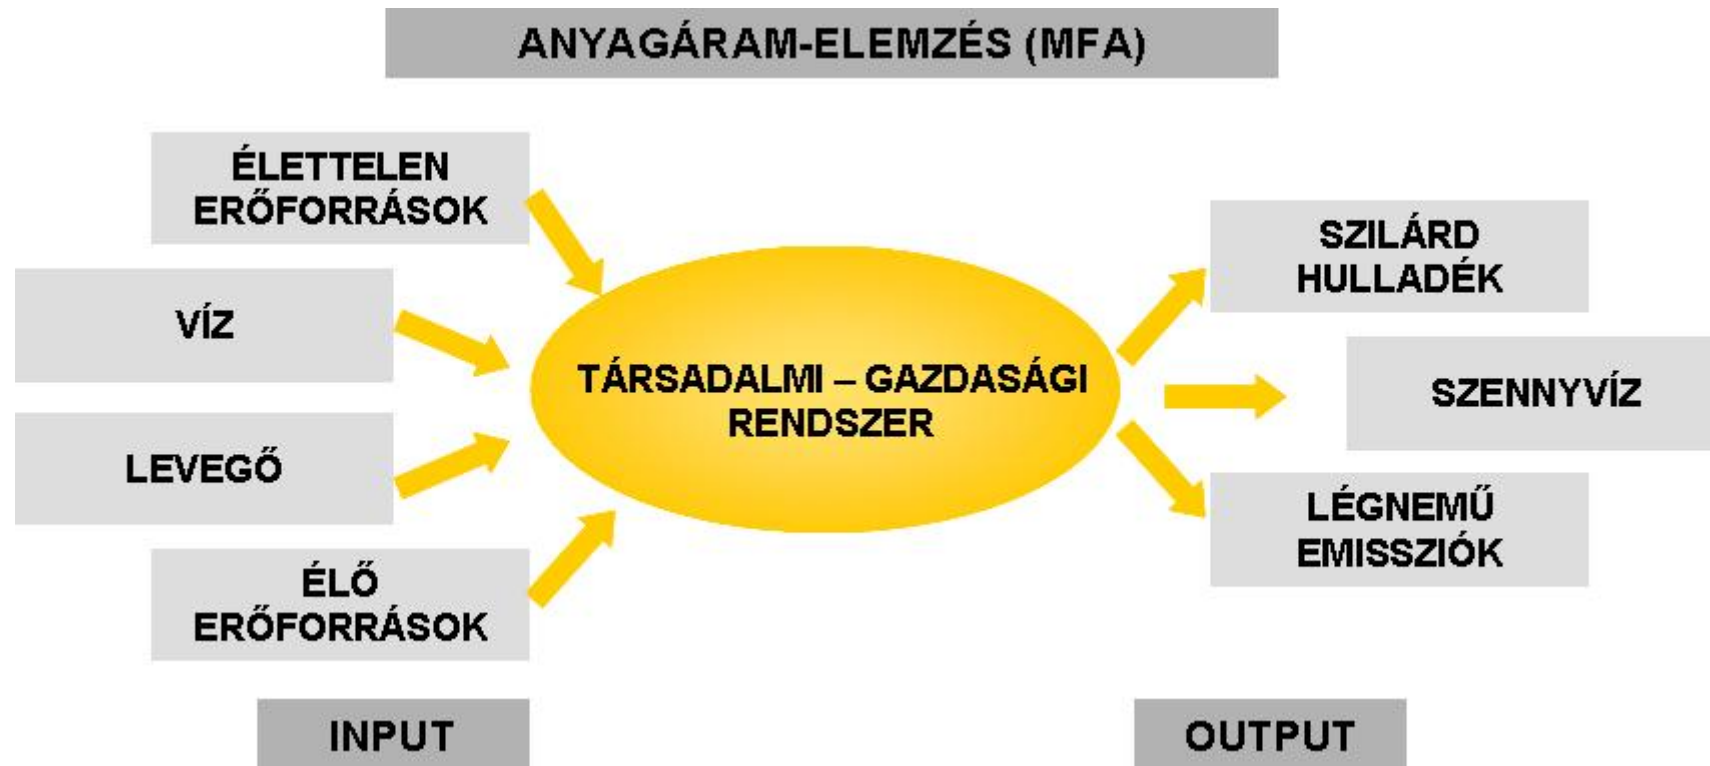 ANYAGÁRAM-ELEMZÉS (MFA)
ÉLETTELEN
ERŐFORRÁSOK
VÍZ
LEVEGŐ
ÉLŐ
ERŐFORRÁSOK
INPUT
TÁRSADALMI – GAZDASÁGI
RENDSZER
SZILÁRD
HULLADÉK
SZENNYVÍZ
LÉGNEMŰ
EMISSZIÓK
OUTPUT